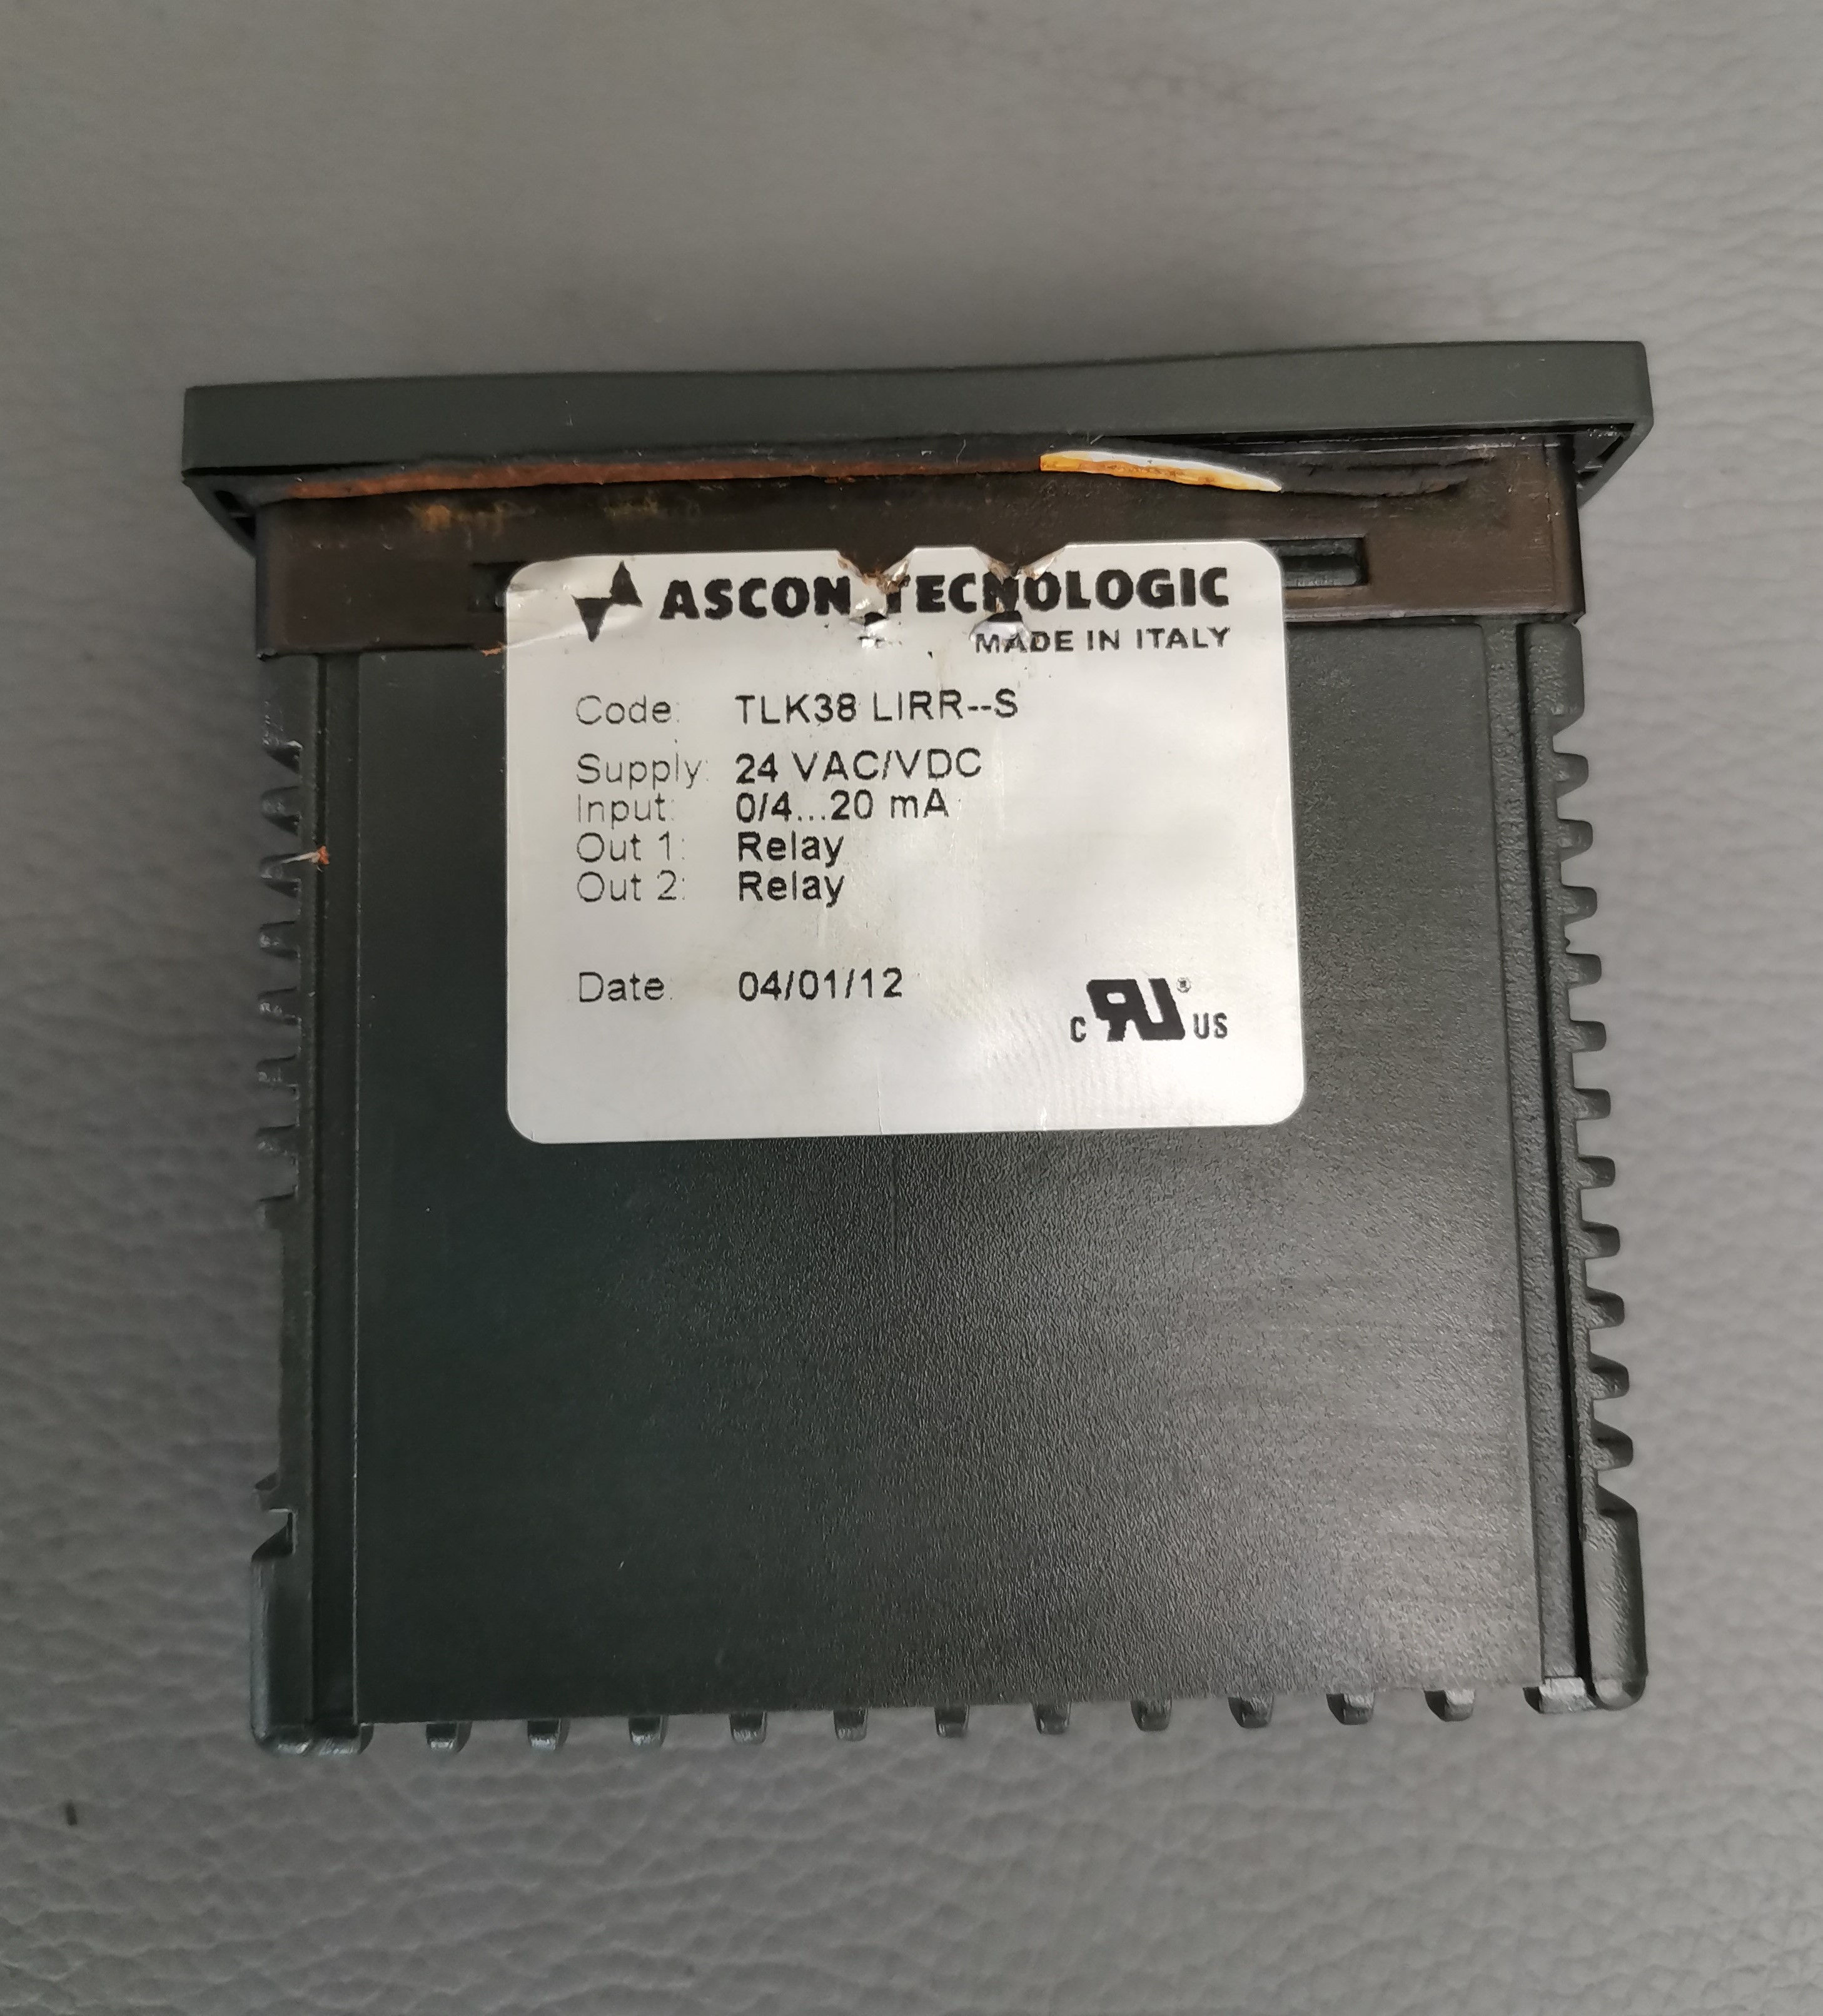 ASCON TECNOLOGIC
MADE IN ITALY
Code: TLK38 LIRR--S
Supply: 24 VAC/VDC
Input: 0/4...20 mA
Out 1: Relay
Out 2: Relay
Date: 04/01/12
c RU ® US